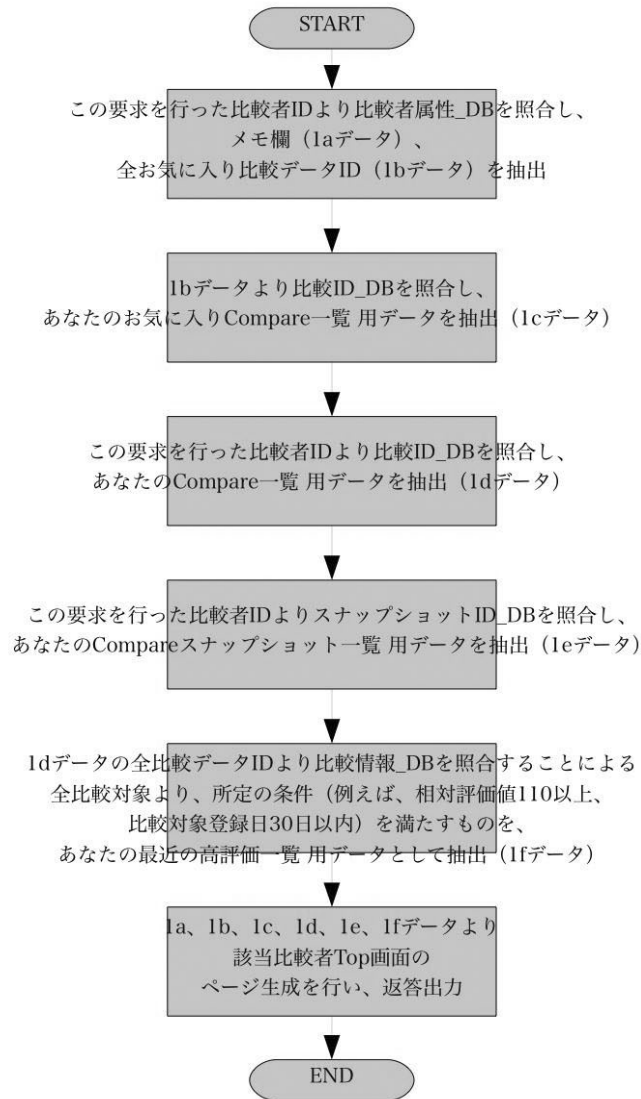 START
この要求を行った比較者IDより比較者属性_DBを照合し、
メモ欄（1aデータ）、
全お気に入り比較データID（1bデータ）を抽出
1bデータより比較ID_DBを照合し、
あなたのお気に入りCompare一覧 用データを抽出（1cデータ）
この要求を行った比較者IDより比較ID_DBを照合し、
あなたのCompare一覧 用データを抽出（1dデータ）
この要求を行った比較者IDよりスナップショットID_DBを照合し、
あなたのCompareスナップショット一覧 用データを抽出（1eデータ）
1dデータの全比較データIDより比較情報_DBを照合することによる
全比較対象より、所定の条件（例えば、相対評価値110以上、
比較対象登録日30日以内）を満たすものを、
あなたの最近の高評価一覧 用データとして抽出（1fデータ）
1a、1b、1c、1d、1e、1fデータより
該当比較者Top画面の
ページ生成を行い、返答出力
END